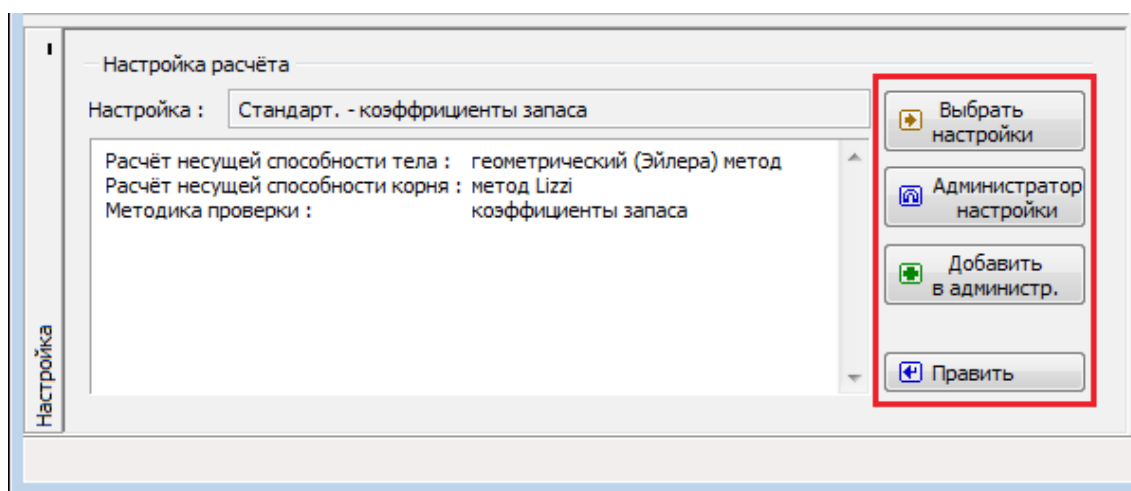 Настройка расчёта
Настройка : Стандарт. - коэффрициенты запаса
Расчёт несущей способности тела : геометрический (Эйлера) метод
Расчёт несущей способности корня : метод Lizzi
Методика проверки : коэффициенты запаса
Выбрать
настройки
Администратор
настройки
Добавить
в администр.
Править
Настройка